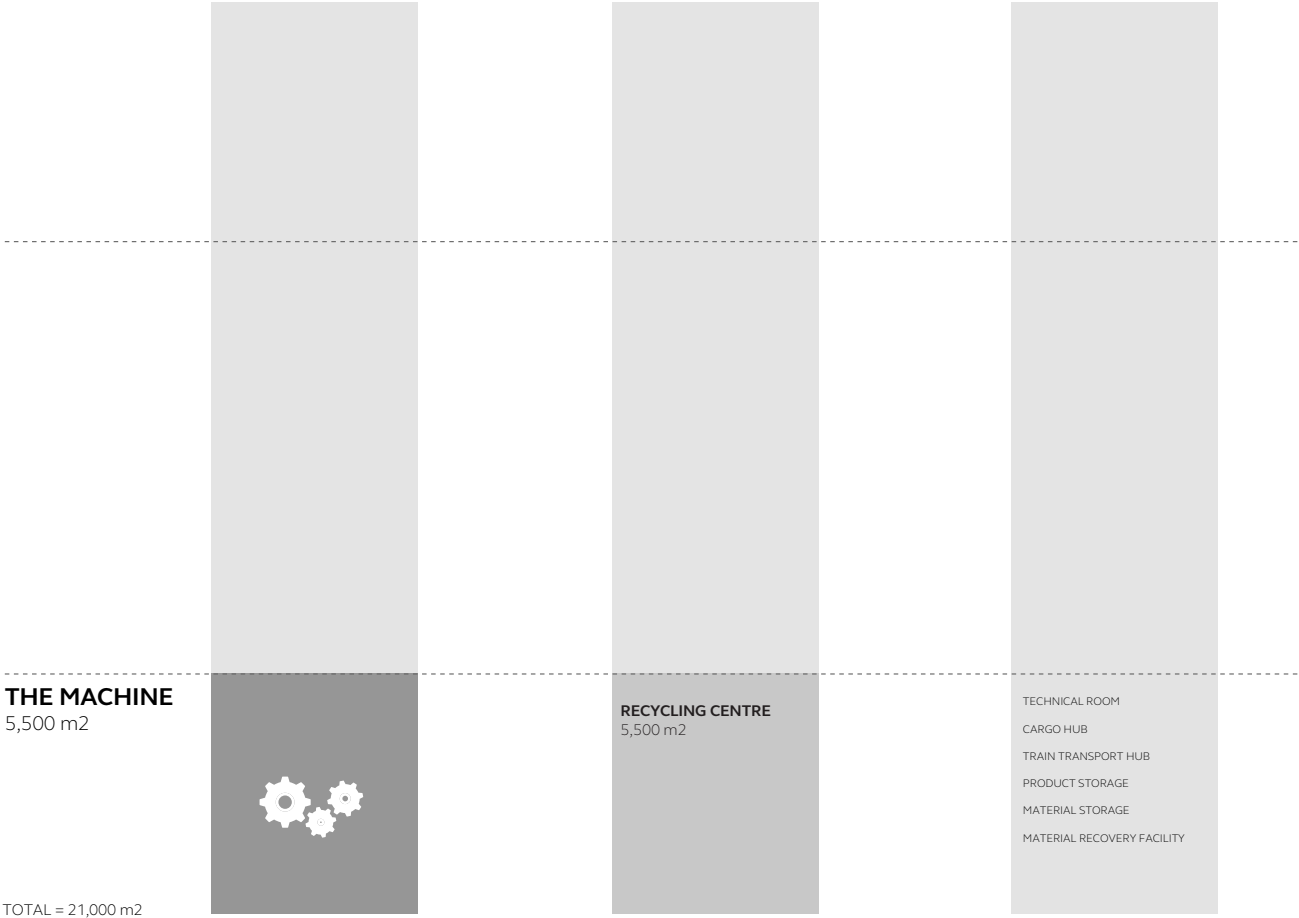 THE MACHINE
5,500 m2
RECYCLING CENTRE
5,500 m2
TECHNICAL ROOM
CARGO HUB
TRAIN TRANSPORT HUB
PRODUCT STORAGE
MATERIAL STORAGE
MATERIAL RECOVERY FACILITY
TOTAL = 21,000 m2